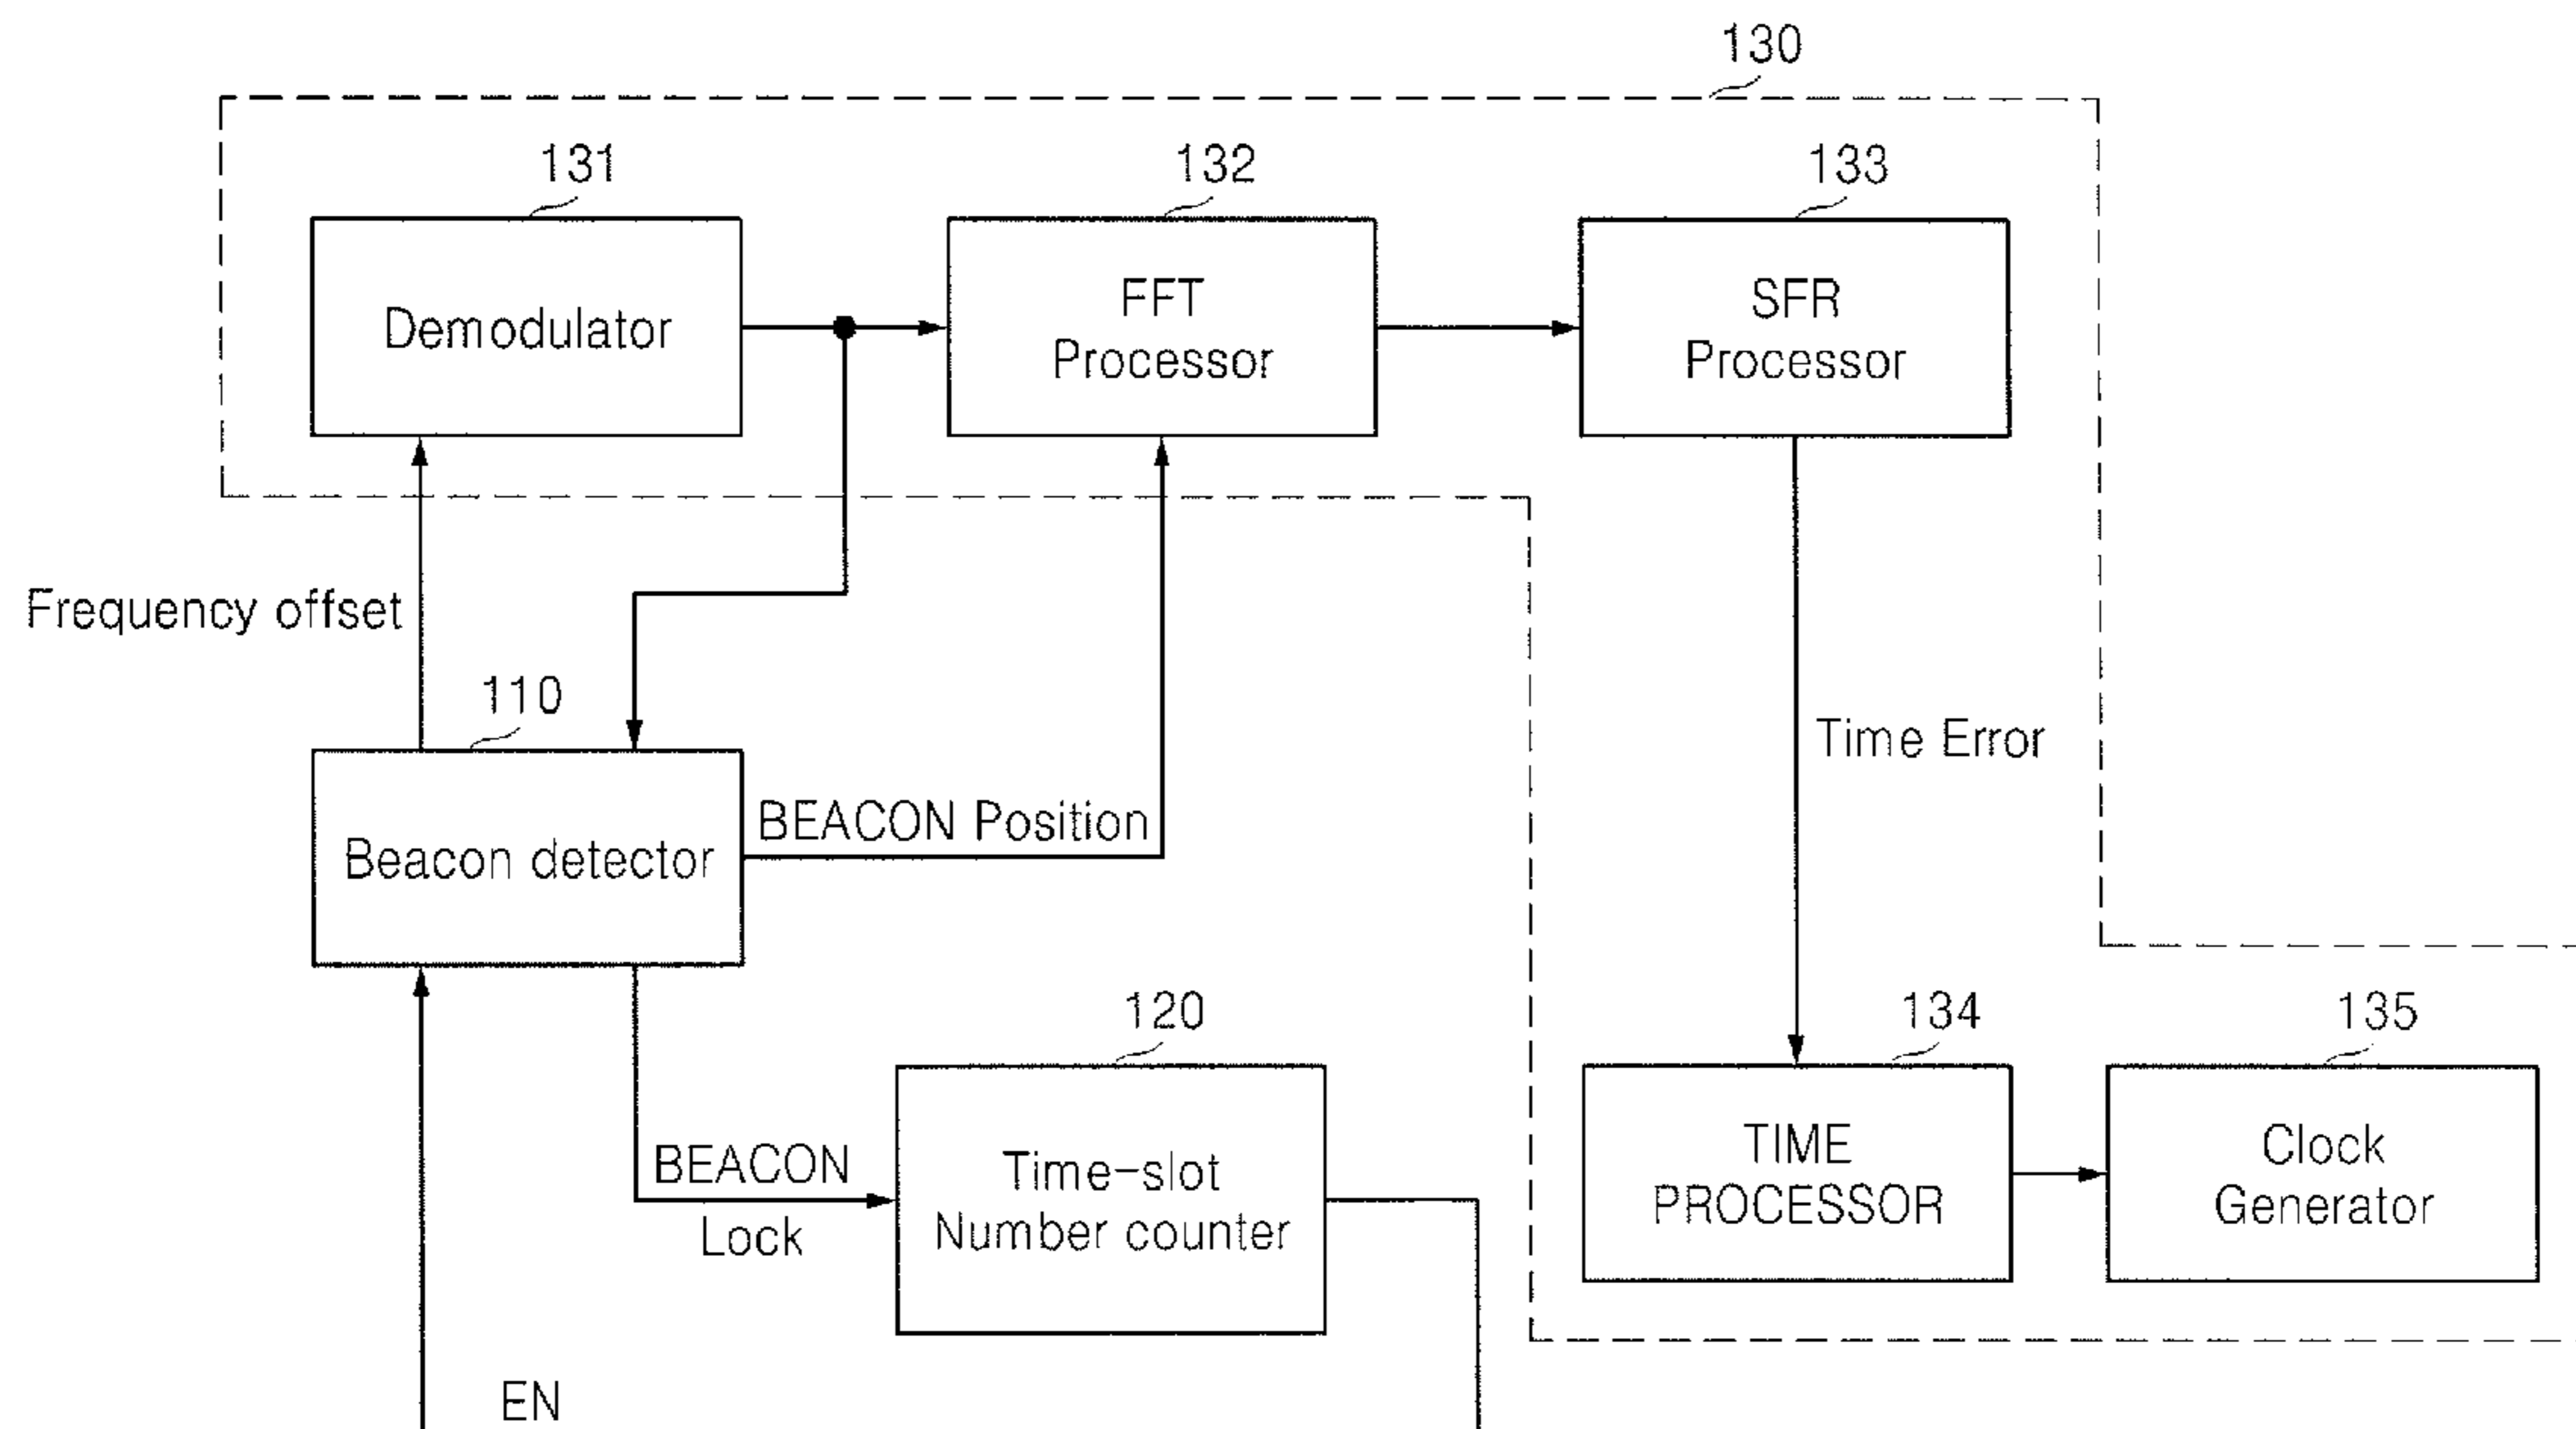 130
131
132
133
Demodulator
FFT
Processor
SFR
Processor
Frequency offset
110
Time Error
BEACON Position
Beacon detector
120
134
135
BEACON
Lock
Time-slot
Number counter
TIME
PROCESSOR
Clock
Generator
EN